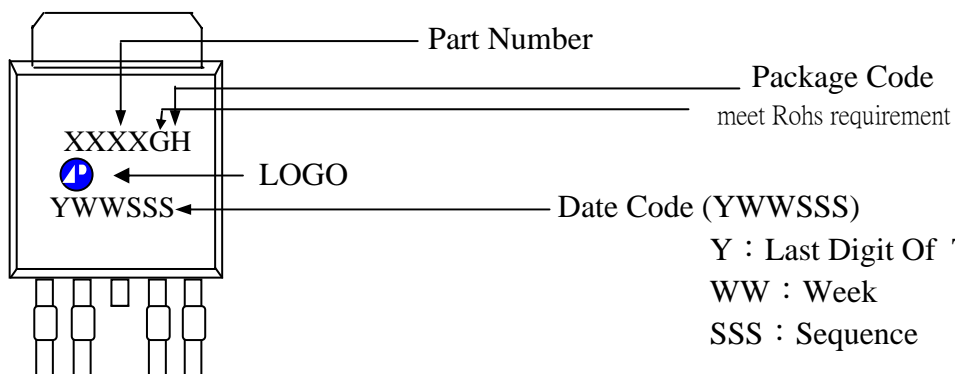 Part Number
Package Code
meet Rohs requirement
XXXXGH
LOGO
YWWSSS
Date Code (YWWSSS)
Y：Last Digit Of
WW：Week
SSS：Sequence